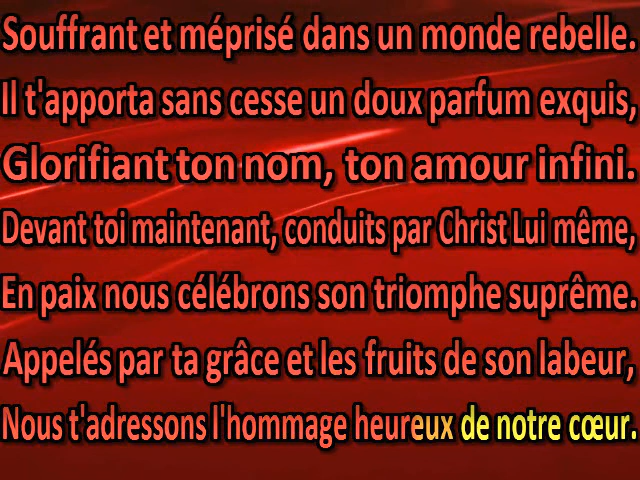 Souffrant et méprisé dans un monde rebelle.
Il t'apporta sans cesse un doux parfum exquis,
Glorifiant ton nom, ton amour infini.
Devant toi maintenant, conduits par Christ Lui même,
En paix nous célébrons son triomphe suprême.
Appelés par ta grâce et les fruits de son labeur,
Nous t'adressons l'hommage heureux de notre cœur.